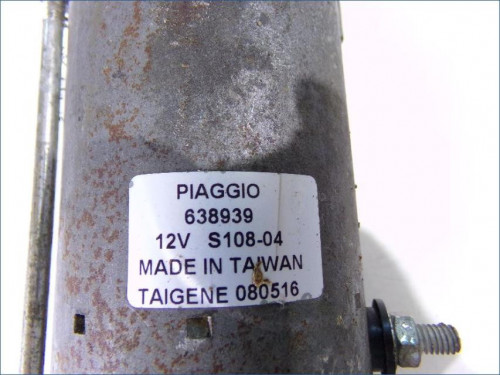 PIAGGIO
638939
12V S108-04
MADE IN TAIWAN
TAIGENE 080516